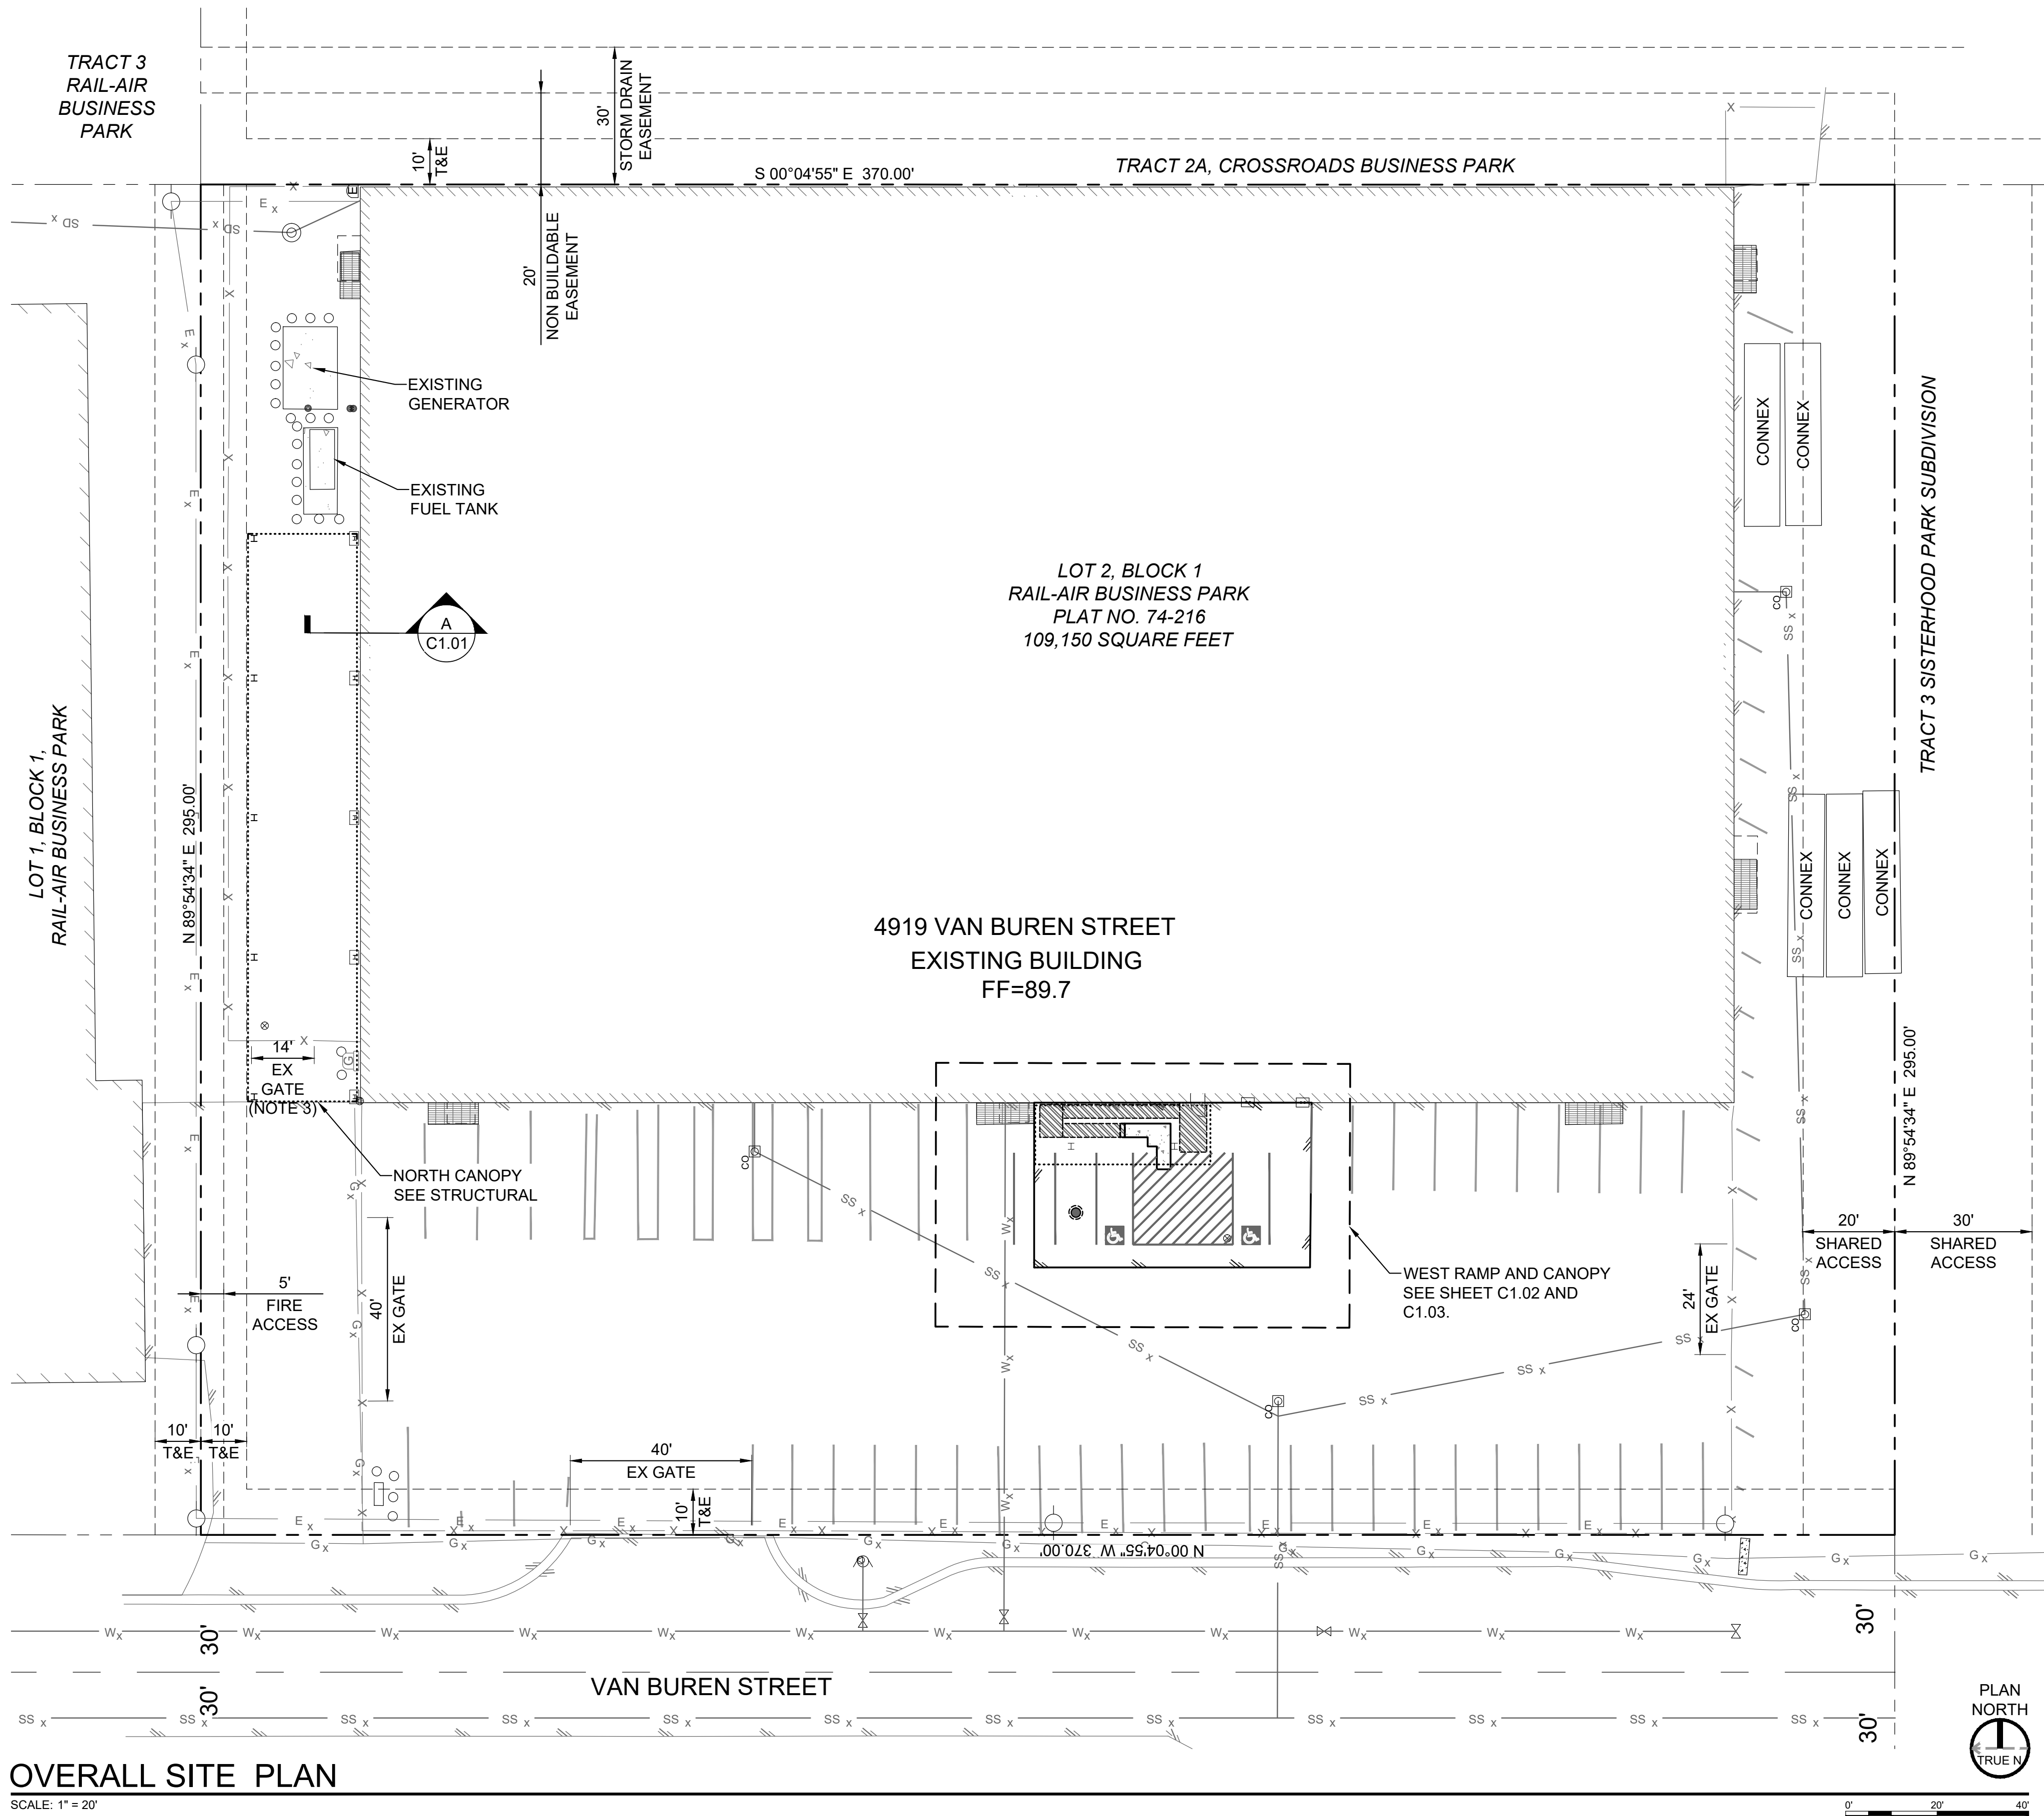 TRACT 3
RAIL-AIR
BUSINESS
PARK
10'
T&E
30'
STORM DRAIN
EASEMENT
S 00°04'55" E 370.00'
TRACT 2A, CROSSROADS BUSINESS PARK
20'
NON BUILDABLE
EASEMENT
EXISTING
GENERATOR
EXISTING
FUEL TANK
A
C1.01
LOT 2, BLOCK 1
RAIL-AIR BUSINESS PARK
PLAT NO. 74-216
109,150 SQUARE FEET
CONNEX
CONNEX
TRACT 3 SISTERHOOD PARK SUBDIVISION
LOT 1, BLOCK 1,
RAIL-AIR BUSINESS PARK
N 89°54'34" E 295.00'
4919 VAN BUREN STREET
EXISTING BUILDING
FF=89.7
CONNEX
CONNEX
CONNEX
N 89°54'34" E 295.00'
14'
EX
GATE
(NOTE 3)
NORTH CANOPY
SEE STRUCTURAL
5'
FIRE
ACCESS
40'
EX GATE
WEST RAMP AND CANOPY
SEE SHEET C1.02 AND
C1.03.
24'
EX GATE
20'
SHARED
ACCESS
30'
SHARED
ACCESS
10'
T&E
10'
T&E
40'
EX GATE
10'
T&E
N 00°04'55" W 370.00'
CO
CO
CO
CO
30'
30'
30'
30'
VAN BUREN STREET
PLAN
NORTH
TRUE N
OVERALL SITE PLAN
SCALE: 1" = 20'
0'
20'
40'